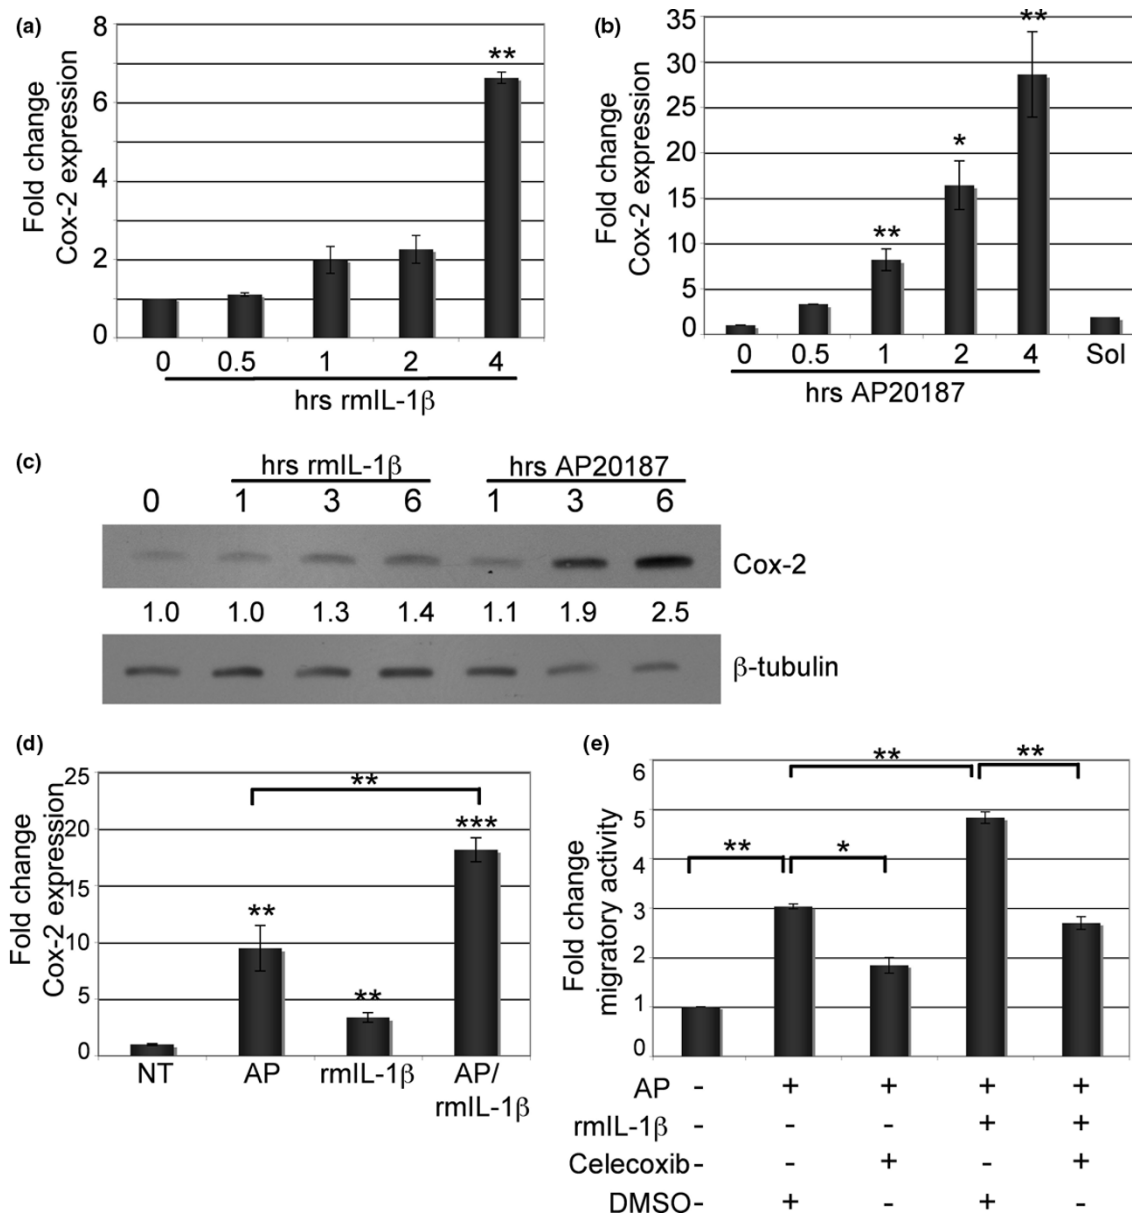 (a)
Fold change
Cox-2 expression
8
6
4
2
0
**
0 0.5 1 2 4
hrs rmIL-1β
(b)
Fold change
Cox-2 expression
35
30
25
20
15
10
5
0
** * **
0 0.5 1 2 4 Sol
hrs AP20187
(c)
hrs rmIL-1β hrs AP20187
0 1 3 6 1 3 6
Cox-2
1.0 1.0 1.3 1.4 1.1 1.9 2.5
β-tubulin
(d)
Fold change
Cox-2 expression
25
20
15
10
5
0
**
** ** ***
NT AP rmIL-1β AP/
rmIL-1β
(e)
Fold change
migratory activity
6
5
4
3
2
1
0
** **
** *
AP - + + + +
rmIL-1β - - - + +
Celecoxib - - + - +
DMSO - + - + -